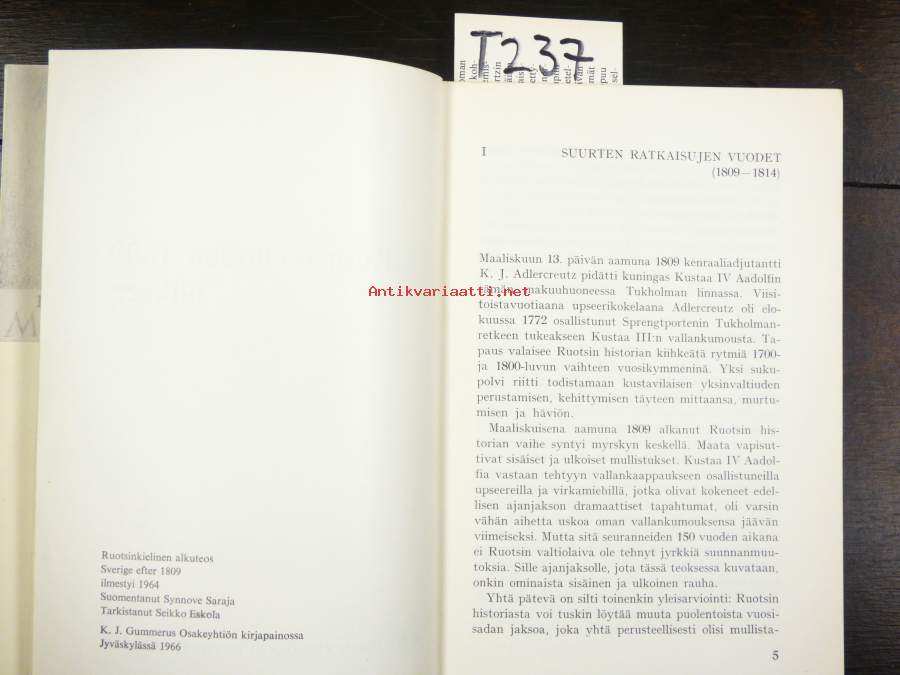 T237
Ruotsinkielinen alkuteos
Sverige efter 1809
ilmestyi 1964
Suomentanut Synnove Saraja
Tarkistanut Seikko Eskola
K. J. Gummerus Osakeyhtiön kirjapainossa
Jyväskylässä 1966
I SUURTEN RATKAISUJEN VUODET
(1809—1814)
Maaliskuun 13. päivän aamuna 1809 kenraaliadjutantti
K. J. Adlercreutz pidätti kuningas Kustaa IV Aadolfin
Antikvariaatti.net
tämän makuuhuoneessa Tukholman linnassa. Viisi-
toistavuotiaana upseerikokelaana Adlercreutz oli elo-
kuussa 1772 osallistunut Sprengtportenin Tukholman-
retkeen tukeakseen Kustaa III:n vallankumousta. Ta-
paus valaisee Ruotsin historian kiihkeätä rytmiä 1700-
ja 1800-luvun vaihteen vuosikymmeninä. Yksi suku-
polvi riitti todistamaan kustavilaisen yksinvaltiuden
perustamisen, kehittymisen täyteen mittaansa, murtu-
misen ja häviön.
Maaliskuisena aamuna 1809 alkanut Ruotsin his-
torian vaihe syntyi myrskyn keskellä. Maata vapisut-
tivat sisäiset ja ulkoiset mullistukset. Kustaa IV Aadol-
fia vastaan tehtyyn vallankaappaukseen osallistuneilla
upseereilla ja virkamiehillä, jotka olivat kokeneet edel-
lisen ajanjakson dramaattiset tapahtumat, oli varsin
vähän aihetta uskoa oman vallankumouksensa jäävän
viimeiseksi. Mutta sitä seuranneiden 150 vuoden aikana
ei Ruotsin valtiolaiva ole tehnyt jyrkkiä suunnanmuu-
toksia. Sille ajanjaksolle, jota tässä teoksessa kuvataan,
onkin ominaista sisäinen ja ulkoinen rauha.
Yhtä pätevä on silti toinenkin yleisarviointi: Ruotsin
historiasta voi tuskin löytää muuta puolentoista vuosi-
sadan jaksoa, joka yhtä perusteellisesti olisi mullista-
5